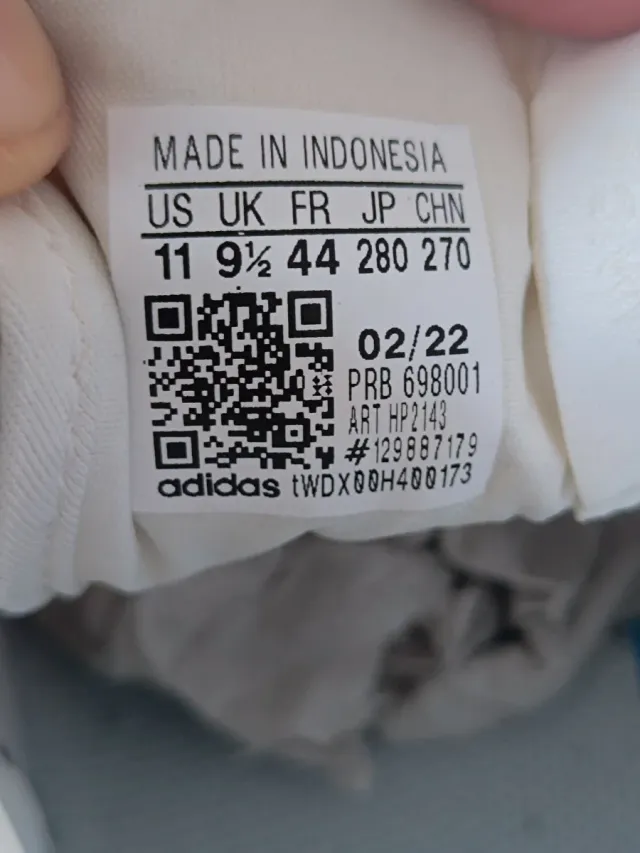 MADE IN INDONESIA
US UK FR JP CHN
11 9½ 44 280 270
02/22
PRB 698001
ART HP2143
#129887179
adidas tWDX00H400173